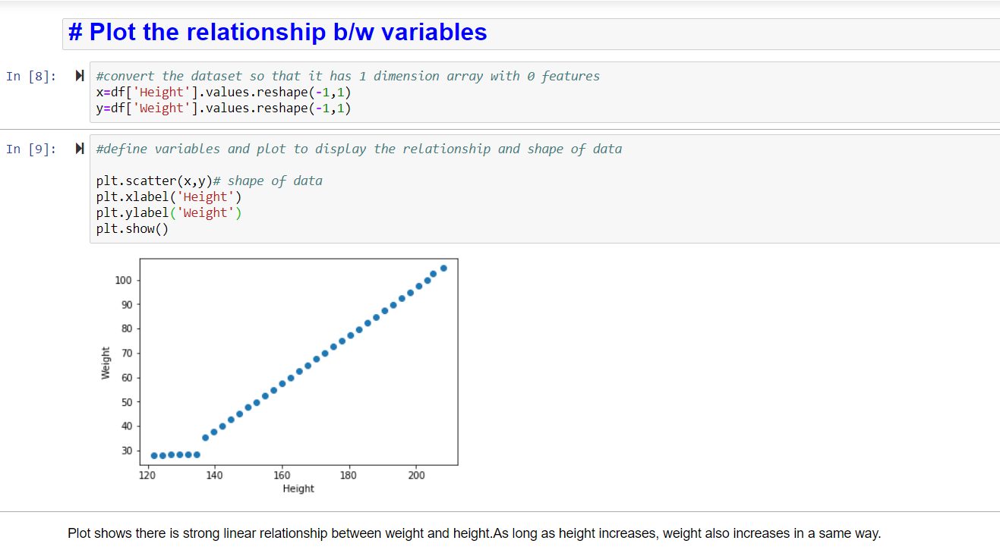 # Plot the relationship b/w variables
In [8]:
#convert the dataset so that it has 1 dimension array with 0 features
x=df['Height'].values.reshape(-1,1)
y=df['Weight'].values.reshape(-1,1)
In [9]:
#define variables and plot to display the relationship and shape of data
plt.scatter(x,y)# shape of data
plt.xlabel('Height')
plt.ylabel('Weight')
plt.show()
100
90
80
70
60
50
40
30
Weight
120 140 160 180 200
Height
Plot shows there is strong linear relationship between weight and height.As long as height increases, weight also increases in a same way.